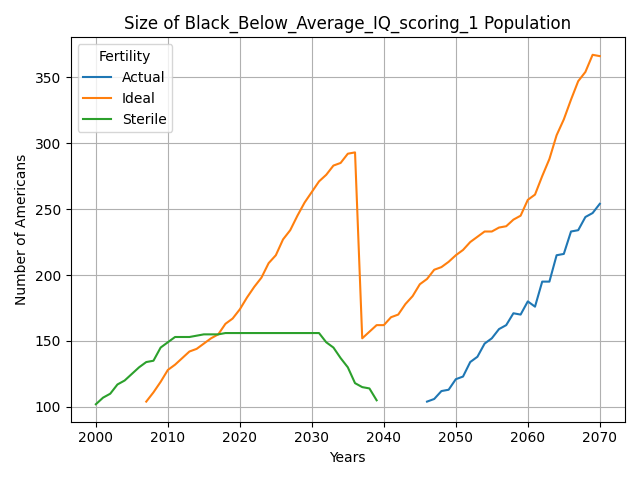 Size of Black_Below_Average_IQ_scoring_1 Population
Fertility
Actual
Ideal
Sterile
Number of Americans
350
300
250
200
150
100
2000 2010 2020 2030 2040 2050 2060 2070
Years